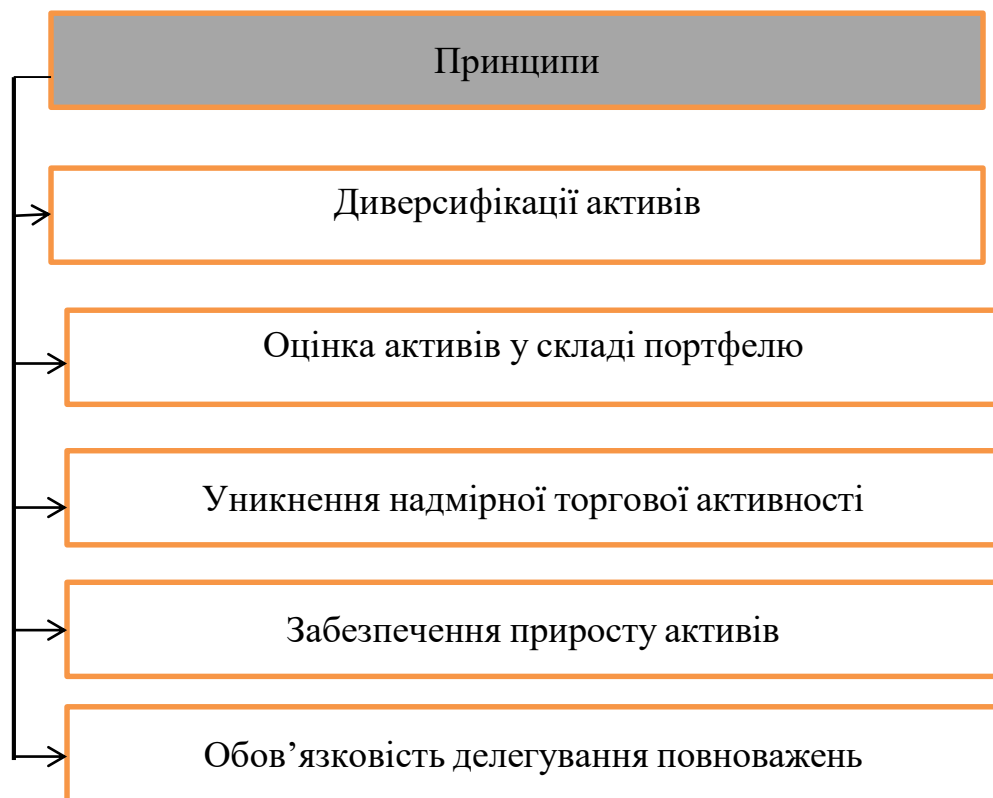 Принципи
Диверсифікації активів
Оцінка активів у складі портфелю
Уникнення надмірної торгової активності
Забезпечення приросту активів
Обов’язковість делегування повноважень